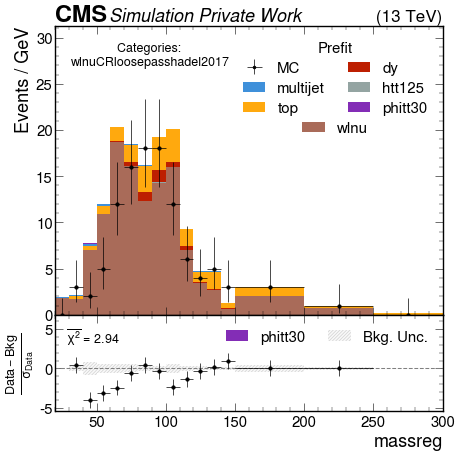 CMS Simulation Private Work (13 TeV)
Categories:
wlnuCRloosepasshadel2017
Prefit
MC
dy
multijet
htt125
top
phitt30
wlnu
Events / GeV
30
25
20
15
10
5
0
χ² = 2.94
phitt30
Bkg. Unc.
Data – Bkg
σData
5
0
-5
50
100
150
200
250
300
massreg